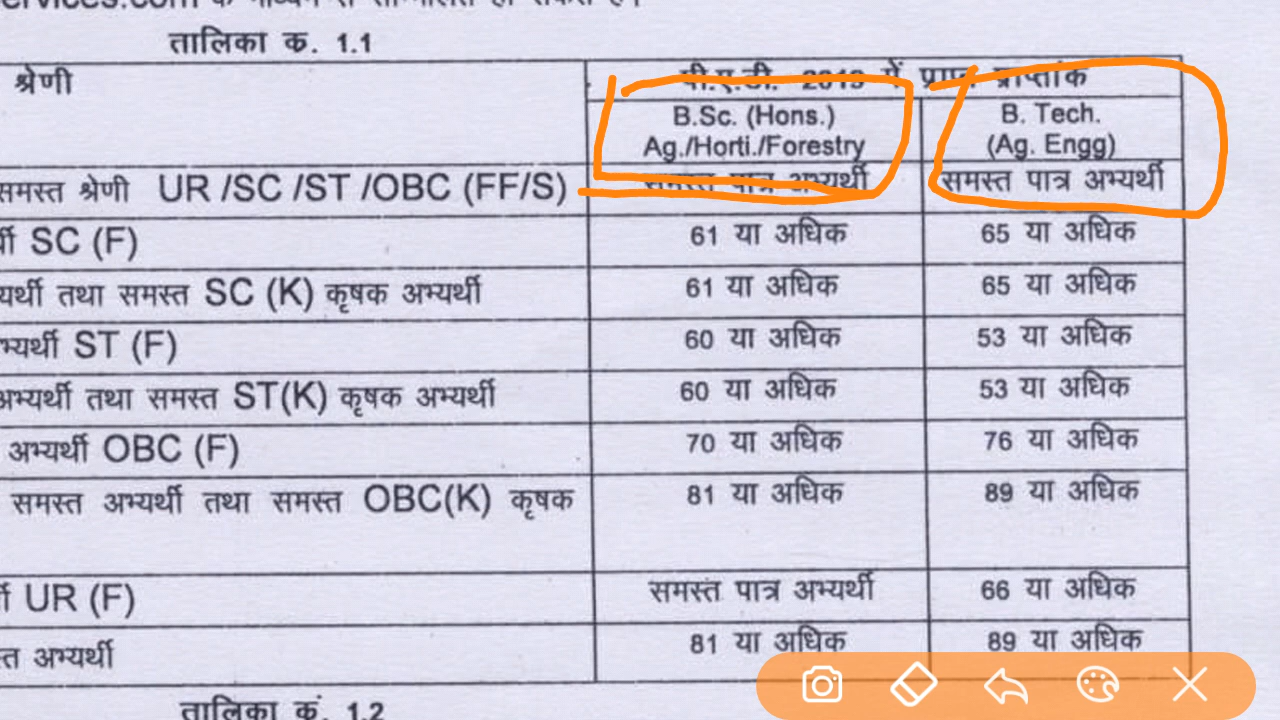 के माध्यम से सम्मिलित हो सकते हैं।
तालिका क. 1.1
श्रेणी
पी.ए.टी. 2019 में प्राप्त प्राप्तांक
B.Sc. (Hons.) Ag./Horti./Forestry
B. Tech. (Ag. Engg)
समस्त श्रेणी UR /SC /ST /OBC (FF/S) समस्त पात्र अभ्यर्थी समस्त पात्र अभ्यर्थी
SC (F) 61 या अधिक 65 या अधिक
तथा समस्त SC (K) कृषक अभ्यर्थी 61 या अधिक 65 या अधिक
ST (F) 60 या अधिक 53 या अधिक
अभ्यर्थी तथा समस्त ST(K) कृषक अभ्यर्थी 60 या अधिक 53 या अधिक
अभ्यर्थी OBC (F) 70 या अधिक 76 या अधिक
समस्त अभ्यर्थी तथा समस्त OBC(K) कृषक 81 या अधिक 89 या अधिक
UR (F) समस्त पात्र अभ्यर्थी 66 या अधिक
अभ्यर्थी 81 या अधिक 89 या अधिक
तालिका कं. 1.2